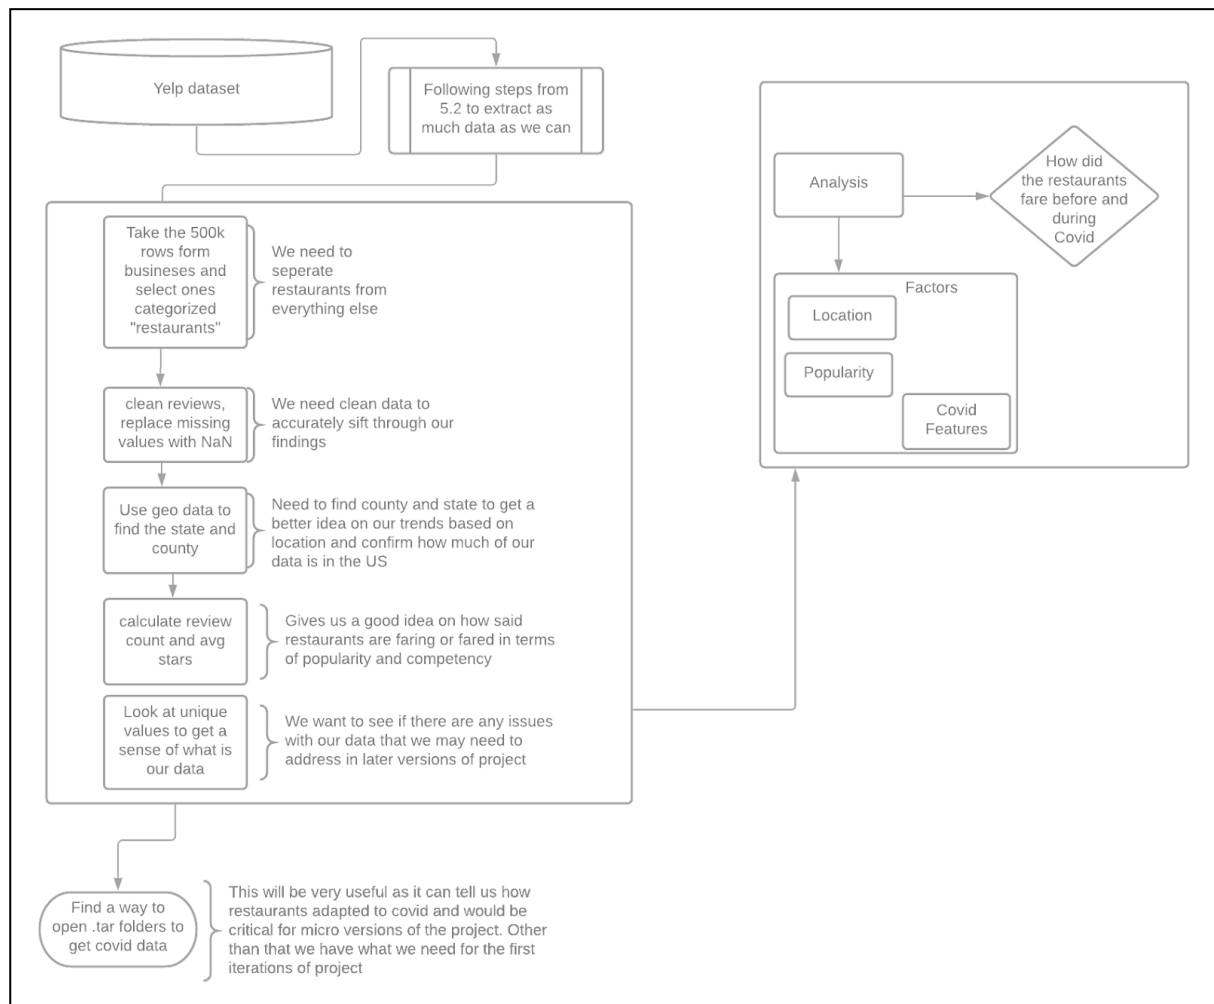 Yelp dataset
Following steps from
5.2 to extract as
much data as we can
Take the 500k
rows form
busineses and
select ones
categorized
"restaurants"
We need to
seperate
restaurants from
everything else
clean reviews,
replace missing
values with NaN
We need clean data to
accurately sift through our
findings
Use geo data to
find the state and
county
Need to find county and state to get a
better idea on our trends based on
location and confirm how much of our
data is in the US
calculate review
count and avg
stars
Gives us a good idea on how said
restaurants are faring or fared in terms
of popularity and competency
Look at unique
values to get a
sense of what is
our data
We want to see if there are any issues
with our data that we may need to
address in later versions of project
Find a way to
open .tar folders to
get covid data
This will be very useful as it can tell us how
restaurants adapted to covid and would be
critical for micro versions of the project. Other
than that we have what we need for the first
iterations of project
Analysis
How did
the restaurants
fare before and
during
Covid
Factors
Location
Popularity
Covid
Features